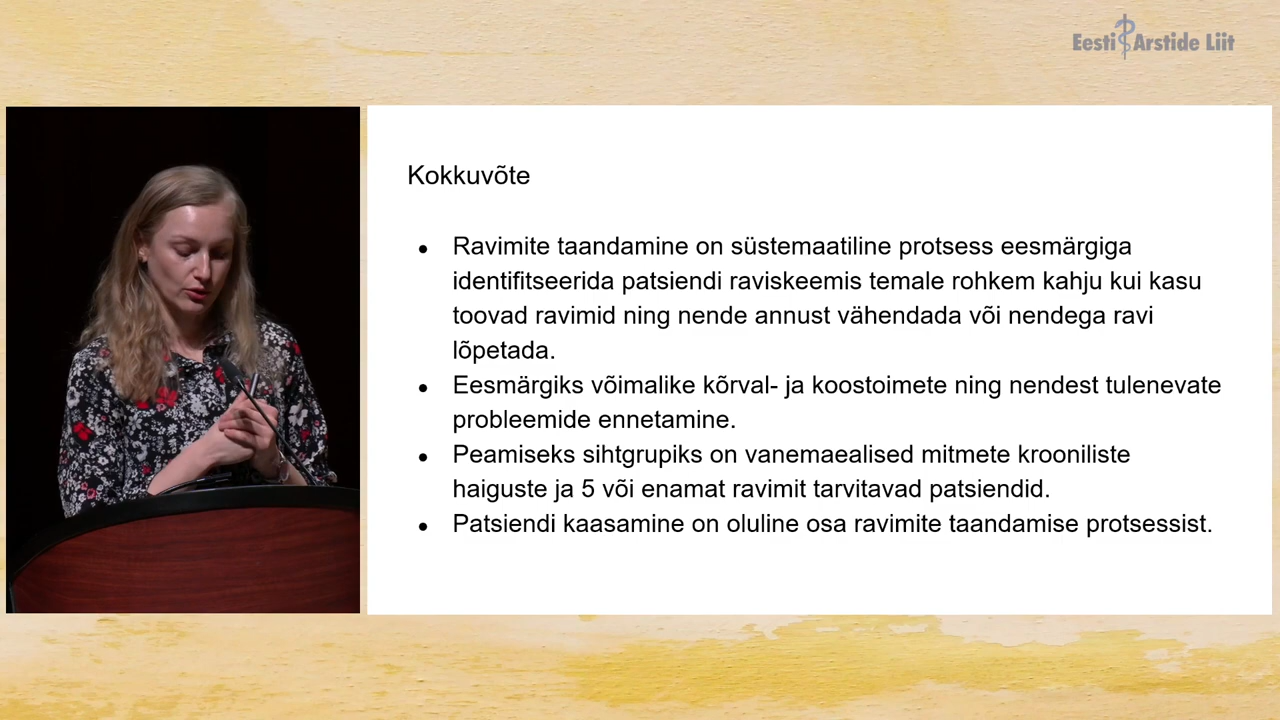 Eesti Arstide Liit
Kokkuvõte
● Ravimite taandamine on süstemaatiline protsess eesmärgiga
identifitseerida patsiendi raviskeemis temale rohkem kahju kui kasu
toovad ravimid ning nende annust vähendada või nendega ravi
lõpetada.
● Eesmärgiks võimalike kõrval- ja koostoimete ning nendest tulenevate
probleemide ennetamine.
● Peamiseks sihtgrupiks on vanemaealised mitmete krooniliste
haiguste ja 5 või enamat ravimit tarvitavad patsiendid.
● Patsiendi kaasamine on oluline osa ravimite taandamise protsessist.